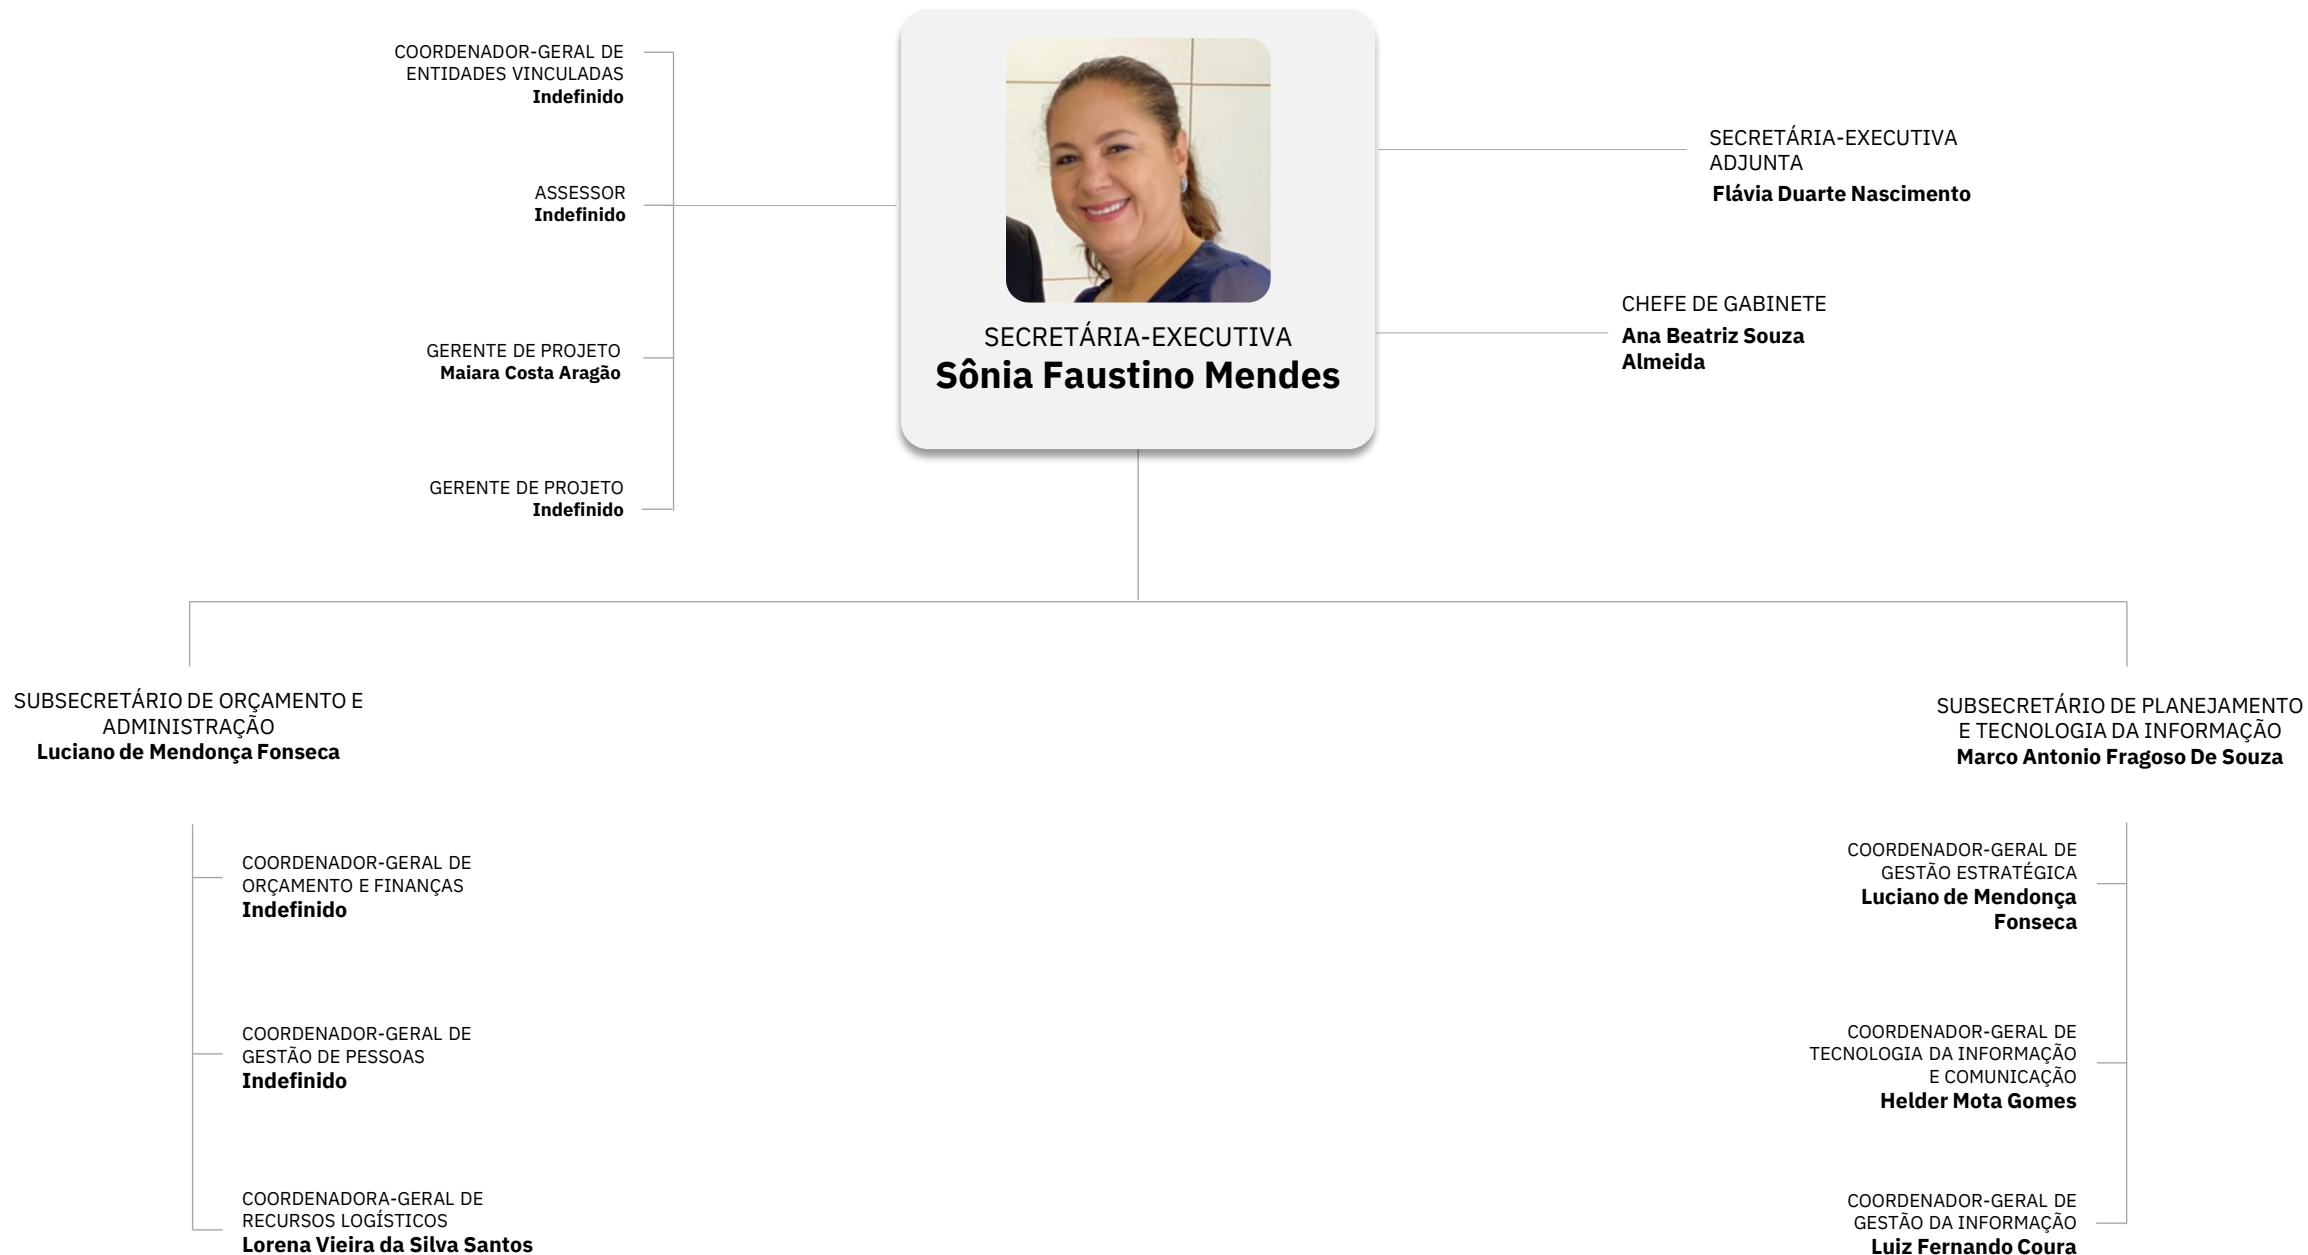 COORDENADOR-GERAL DE
ENTIDADES VINCULADAS
Indefinido
ASSESSOR
Indefinido
GERENTE DE PROJETO
Maiara Costa Aragão
GERENTE DE PROJETO
Indefinido
SECRETÁRIA-EXECUTIVA
Sônia Faustino Mendes
SECRETÁRIA-EXECUTIVA
ADJUNTA
Flávia Duarte Nascimento
CHEFE DE GABINETE
Ana Beatriz Souza
Almeida
SUBSECRETÁRIO DE ORÇAMENTO E
ADMINISTRAÇÃO
Luciano de Mendonça Fonseca
COORDENADOR-GERAL DE
ORÇAMENTO E FINANÇAS
Indefinido
COORDENADOR-GERAL DE
GESTÃO DE PESSOAS
Indefinido
COORDENADORA-GERAL DE
RECURSOS LOGÍSTICOS
Lorena Vieira da Silva Santos
SUBSECRETÁRIO DE PLANEJAMENTO
E TECNOLOGIA DA INFORMAÇÃO
Marco Antonio Fragoso De Souza
COORDENADOR-GERAL DE
GESTÃO ESTRATÉGICA
Luciano de Mendonça
Fonseca
COORDENADOR-GERAL DE
TECNOLOGIA DA INFORMAÇÃO
E COMUNICAÇÃO
Helder Mota Gomes
COORDENADOR-GERAL DE
GESTÃO DA INFORMAÇÃO
Luiz Fernando Coura